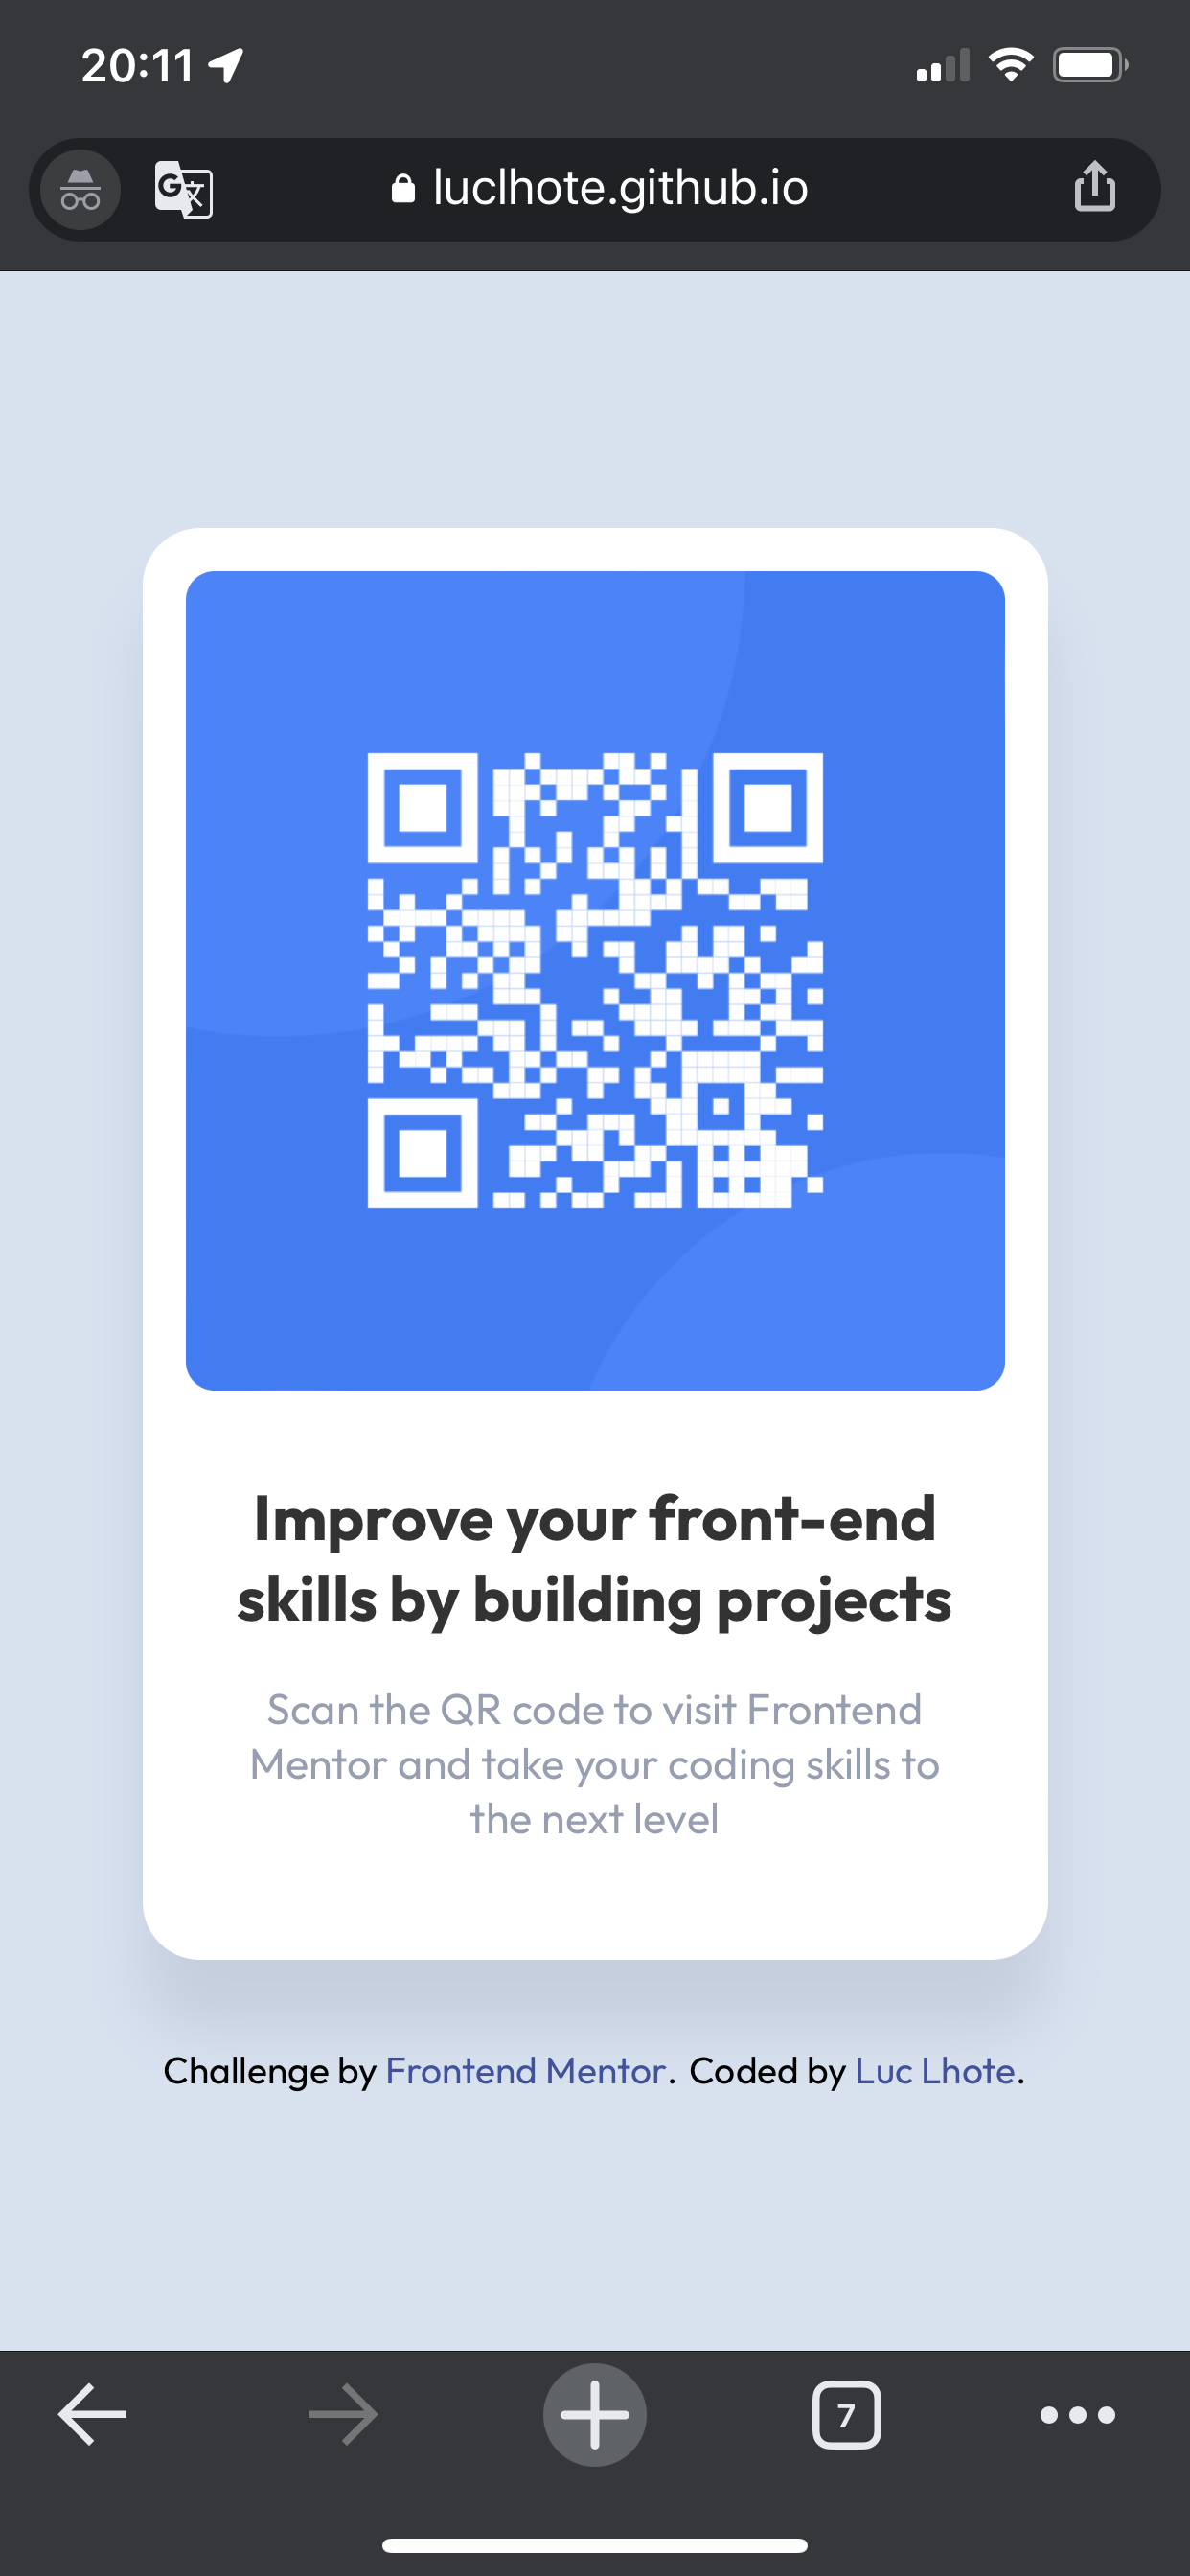 20:11
luclhote.github.io
Improve your front-end
skills by building projects
Scan the QR code to visit Frontend
Mentor and take your coding skills to
the next level
Challenge by Frontend Mentor. Coded by Luc Lhote.
7